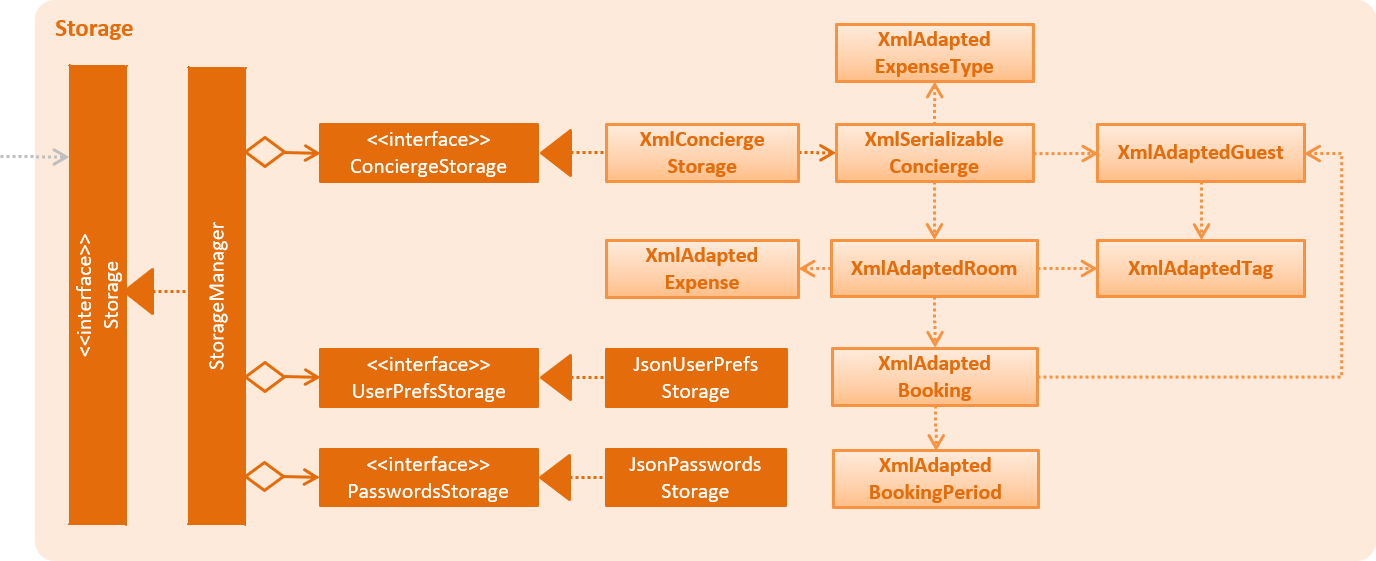 Storage
<<interface>>
Storage
StorageManager
<<interface>>
ConciergeStorage
XmlConcierge
Storage
XmlAdapted
ExpenseType
XmlSerializable
Concierge
XmlAdaptedGuest
XmlAdapted
Expense
XmlAdaptedRoom
XmlAdaptedTag
<<interface>>
UserPrefsStorage
JsonUserPrefs
Storage
XmlAdapted
Booking
<<interface>>
PasswordsStorage
JsonPasswords
Storage
XmlAdapted
BookingPeriod